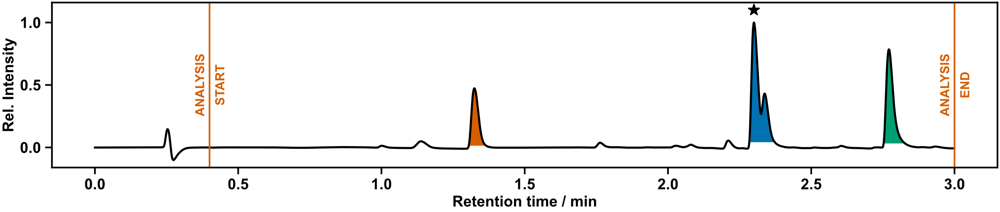 Rel. Intensity
1.0
0.5
0.0
ANALYSIS
START
ANALYSIS
END
0.0
0.5
1.0
1.5
2.0
2.5
3.0
Retention time / min